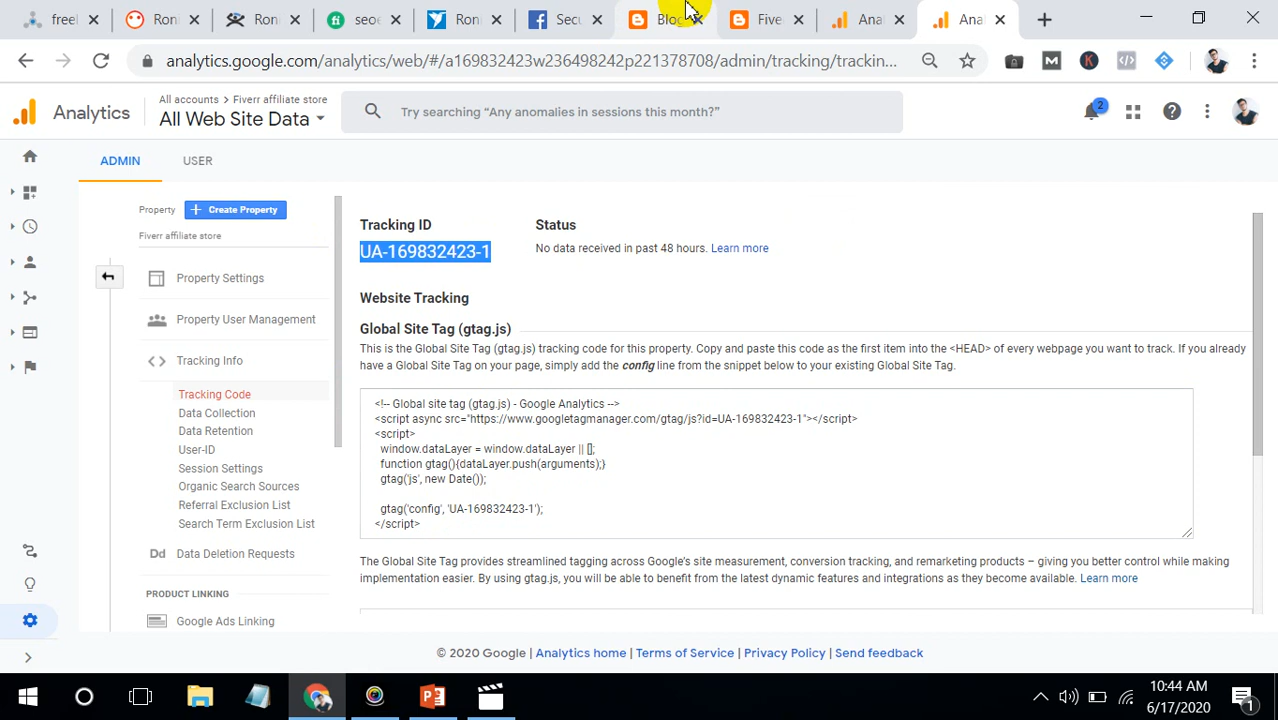 freel
Roni
Roni
fi
seoe
Roni
Secu
Blog
Five
Anal
Anal
analytics.google.com/analytics/web/#/a169832423w236498242p221378708/admin/tracking/trackin...
M
K
Analytics
All accounts > Fiverr affiliate store
All Web Site Data
Try searching “Any anomalies in sessions this month?”
2
ADMIN
USER
Property
+ Create Property
Fiverr affiliate store
Property Settings
Property User Management
Tracking Info
Tracking Code
Data Collection
Data Retention
User-ID
Session Settings
Organic Search Sources
Referral Exclusion List
Search Term Exclusion List
Dd Data Deletion Requests
PRODUCT LINKING
Google Ads Linking
Tracking ID
UA-169832423-1
Status
No data received in past 48 hours. Learn more
Website Tracking
Global Site Tag (gtag.js)
This is the Global Site Tag (gtag.js) tracking code for this property. Copy and paste this code as the first item into the <HEAD> of every webpage you want to track. If you already
have a Global Site Tag on your page, simply add the config line from the snippet below to your existing Global Site Tag.
<!-- Global site tag (gtag.js) - Google Analytics -->
<script async src="https://www.googletagmanager.com/gtag/js?id=UA-169832423-1"></script>
<script>
window.dataLayer = window.dataLayer || [];
function gtag(){dataLayer.push(arguments);}
gtag('js', new Date());
gtag('config', 'UA-169832423-1');
</script>
The Global Site Tag provides streamlined tagging across Google's site measurement, conversion tracking, and remarketing products – giving you better control while making
implementation easier. By using gtag.js, you will be able to benefit from the latest dynamic features and integrations as they become available. Learn more
© 2020 Google | Analytics home | Terms of Service | Privacy Policy | Send feedback
10:44 AM
6/17/2020
1